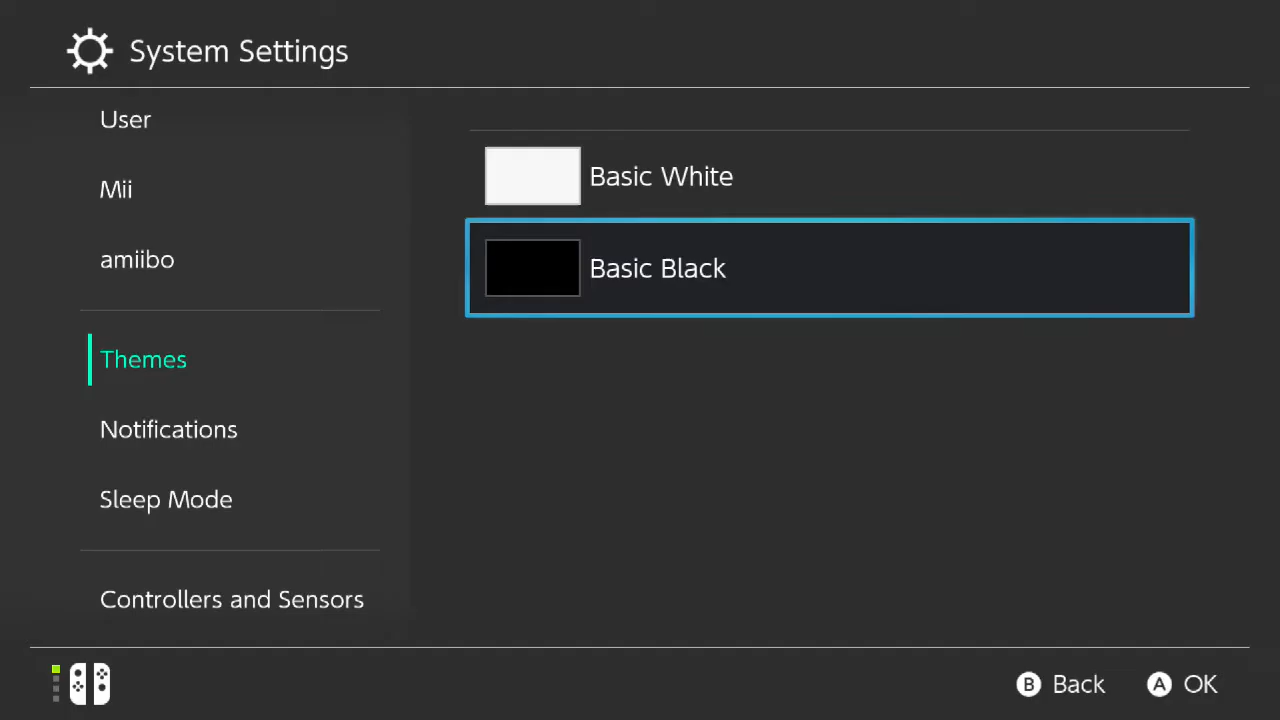 System Settings
User
Mii
amiibo
Themes
Notifications
Sleep Mode
Controllers and Sensors
Basic White
Basic Black
B Back
A OK